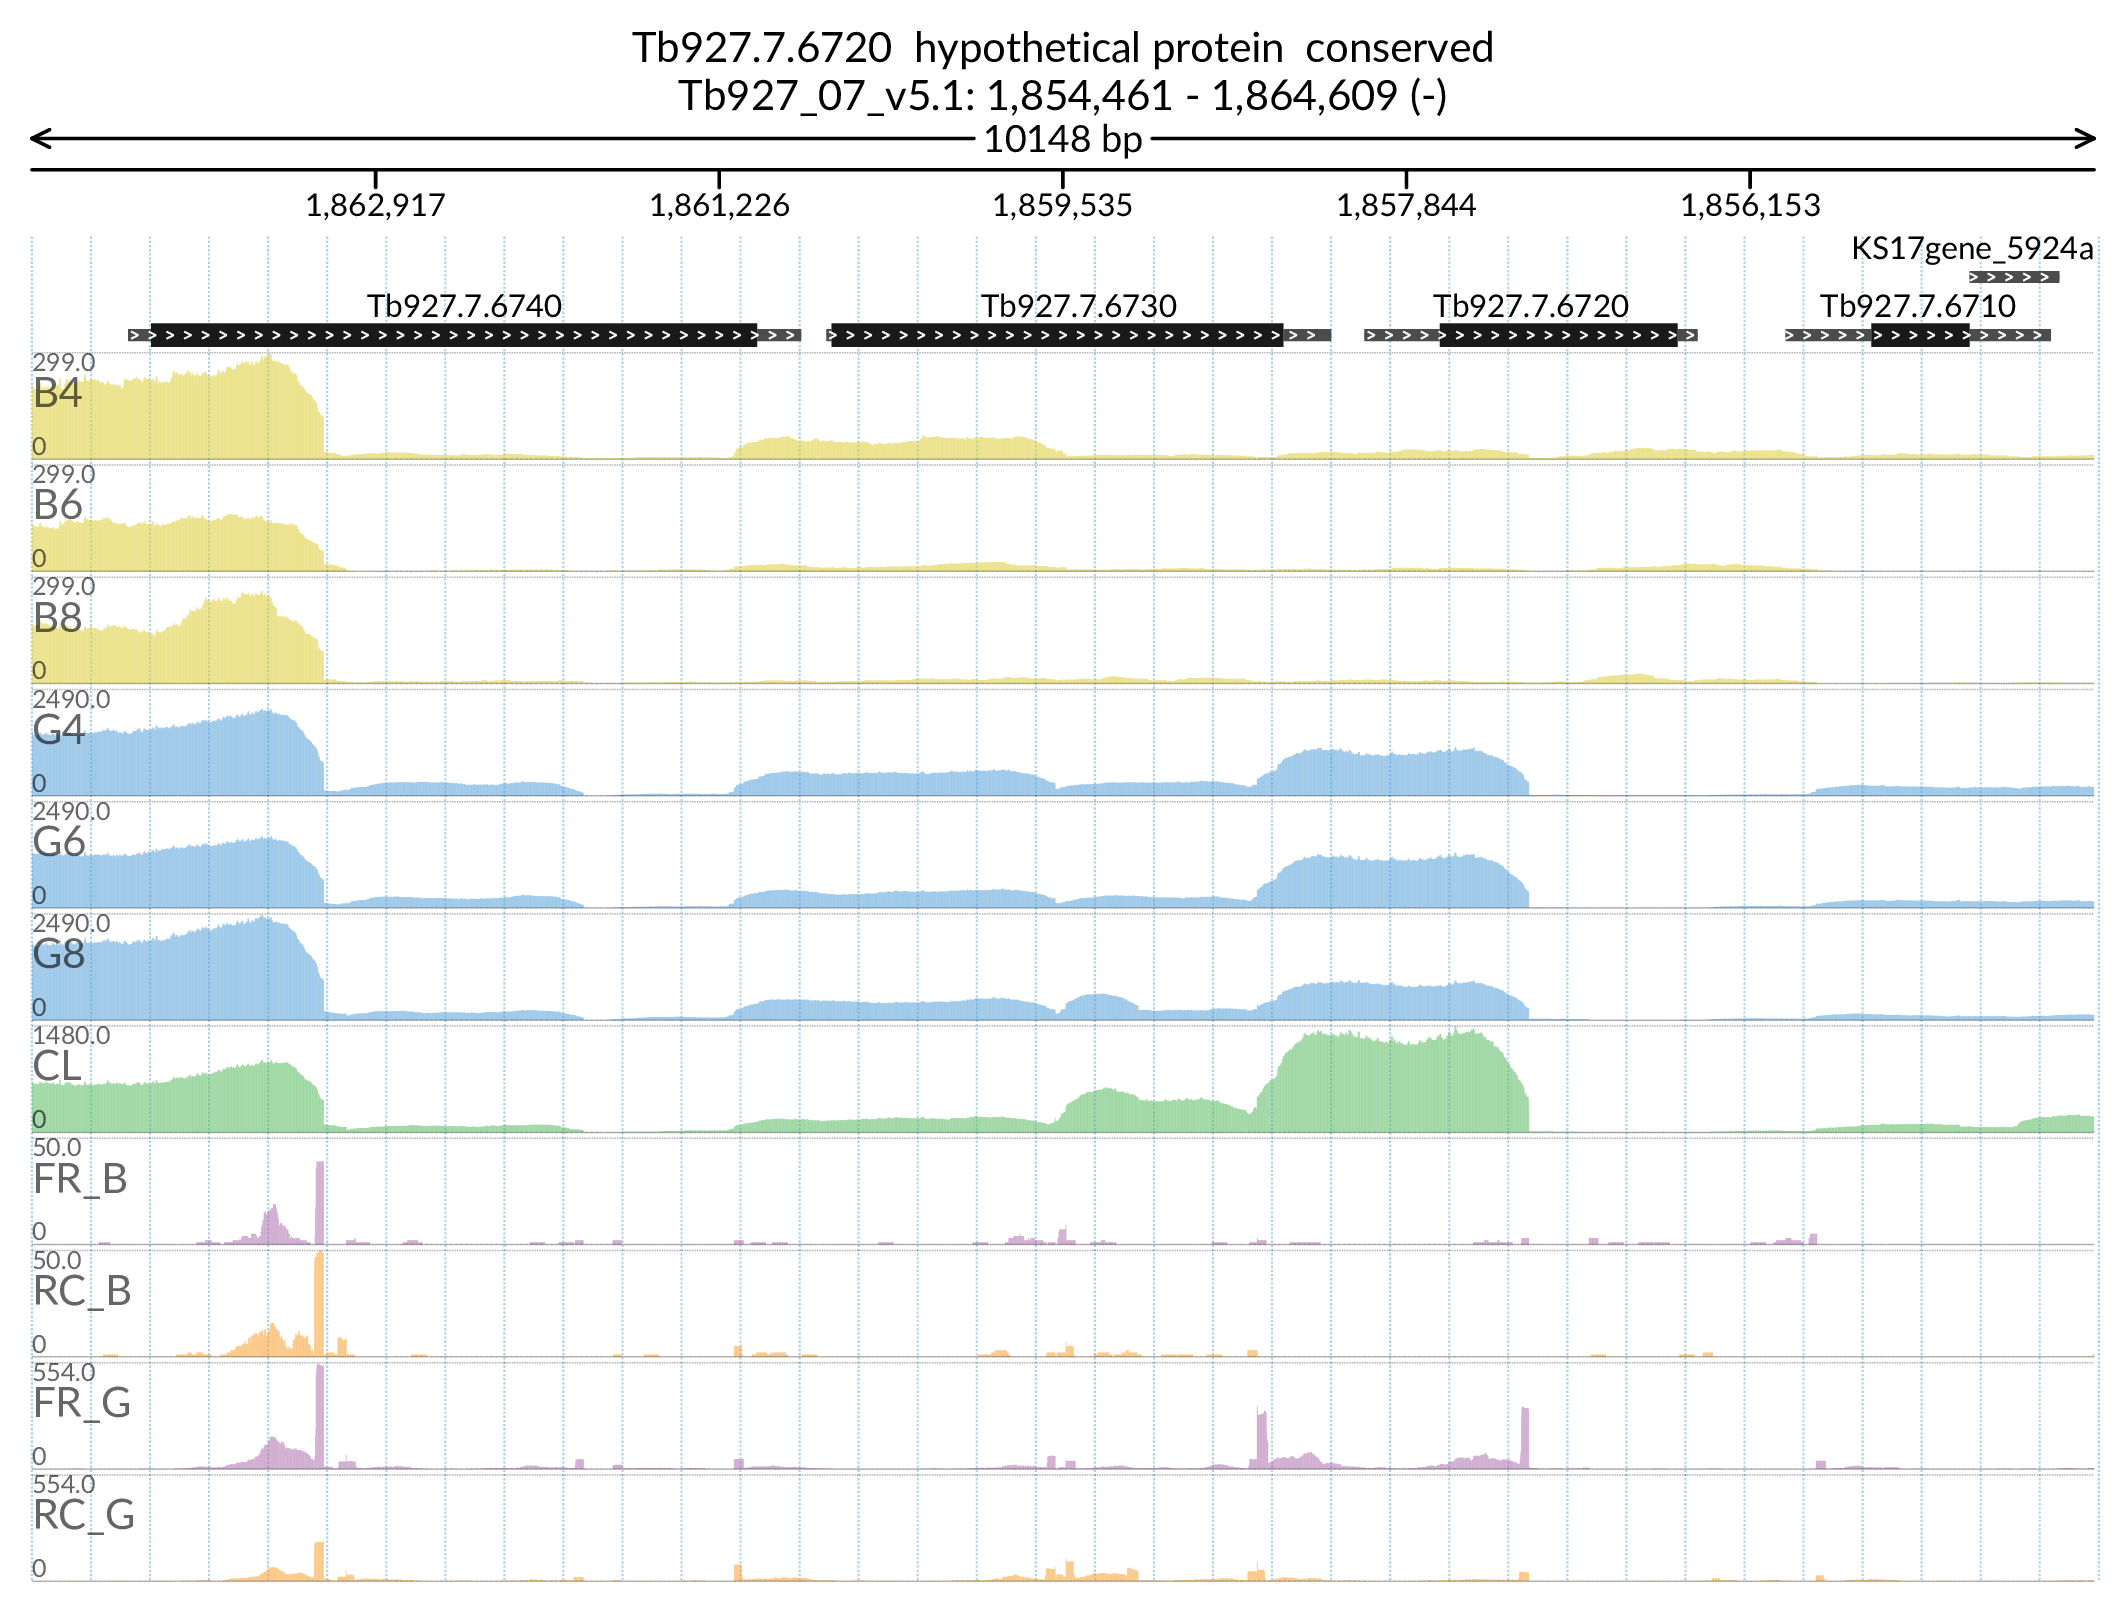 Tb927.7.6720  hypothetical protein  conserved
Tb927_07_v5.1: 1,854,461 - 1,864,609 (-)
10148 bp
1,862,917 1,861,226 1,859,535 1,857,844 1,856,153
KS17gene_5924a
Tb927.7.6740 Tb927.7.6730 Tb927.7.6720 Tb927.7.6710
299.0
B4
0
299.0
B6
0
299.0
B8
0
2490.0
G4
0
2490.0
G6
0
2490.0
G8
0
1480.0
CL
0
50.0
FR_B
0
50.0
RC_B
0
554.0
FR_G
0
554.0
RC_G
0